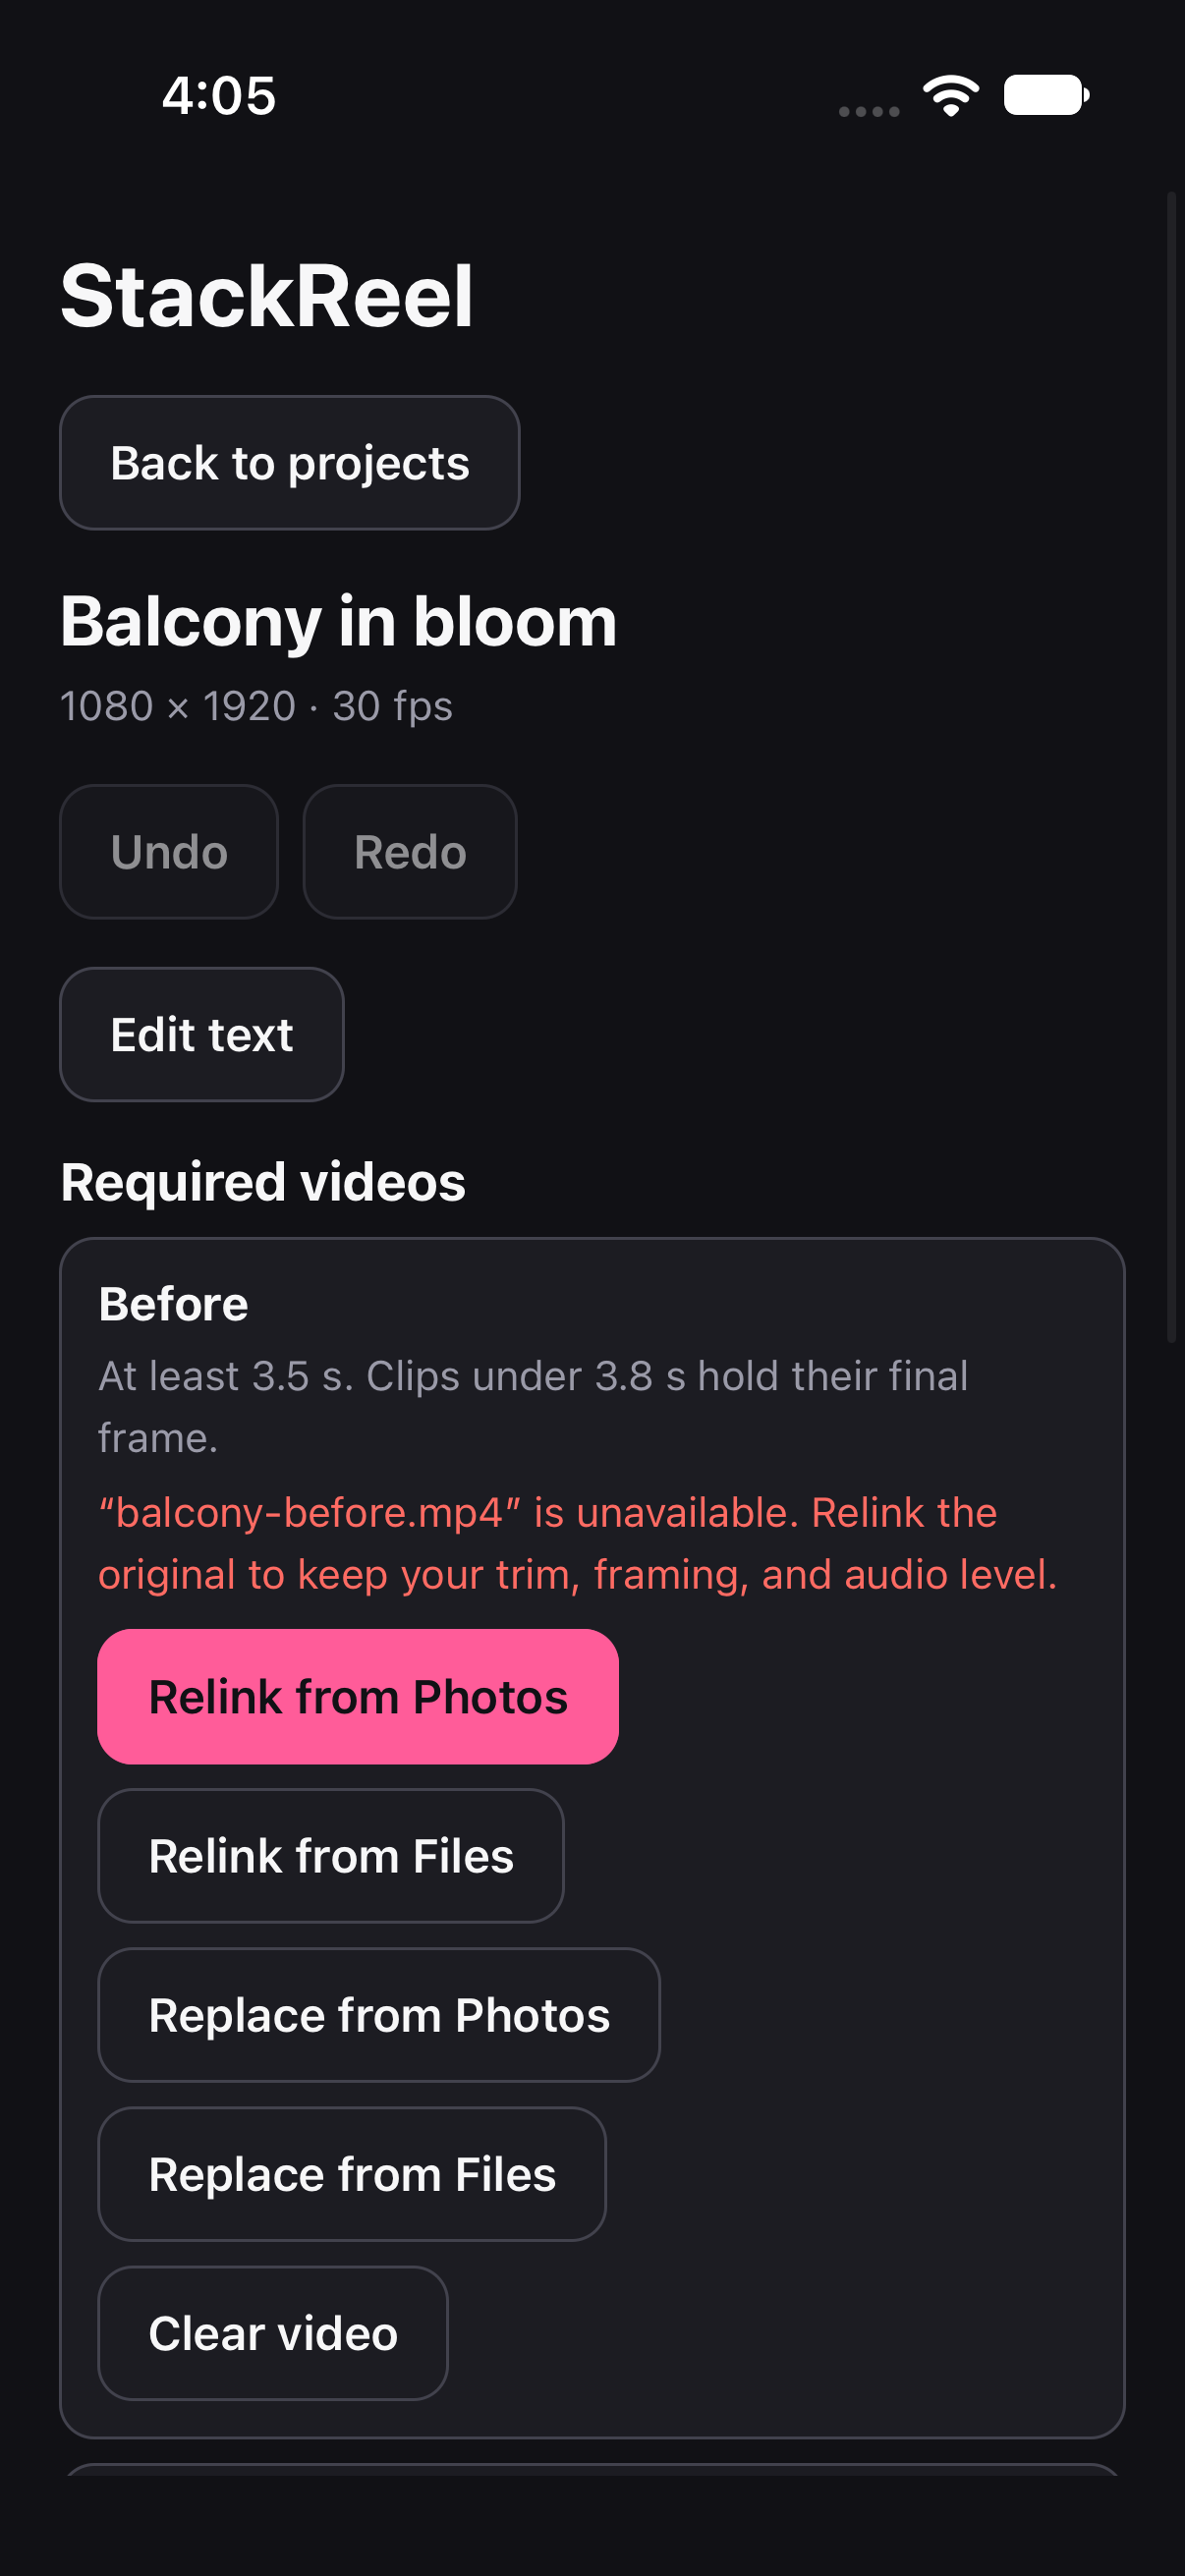 4:05
StackReel
Back to projects
Balcony in bloom
1080 × 1920 · 30 fps
Undo
Redo
Edit text
Required videos
Before
At least 3.5 s. Clips under 3.8 s hold their final
frame.
“balcony-before.mp4” is unavailable. Relink the
original to keep your trim, framing, and audio level.
Relink from Photos
Relink from Files
Replace from Photos
Replace from Files
Clear video